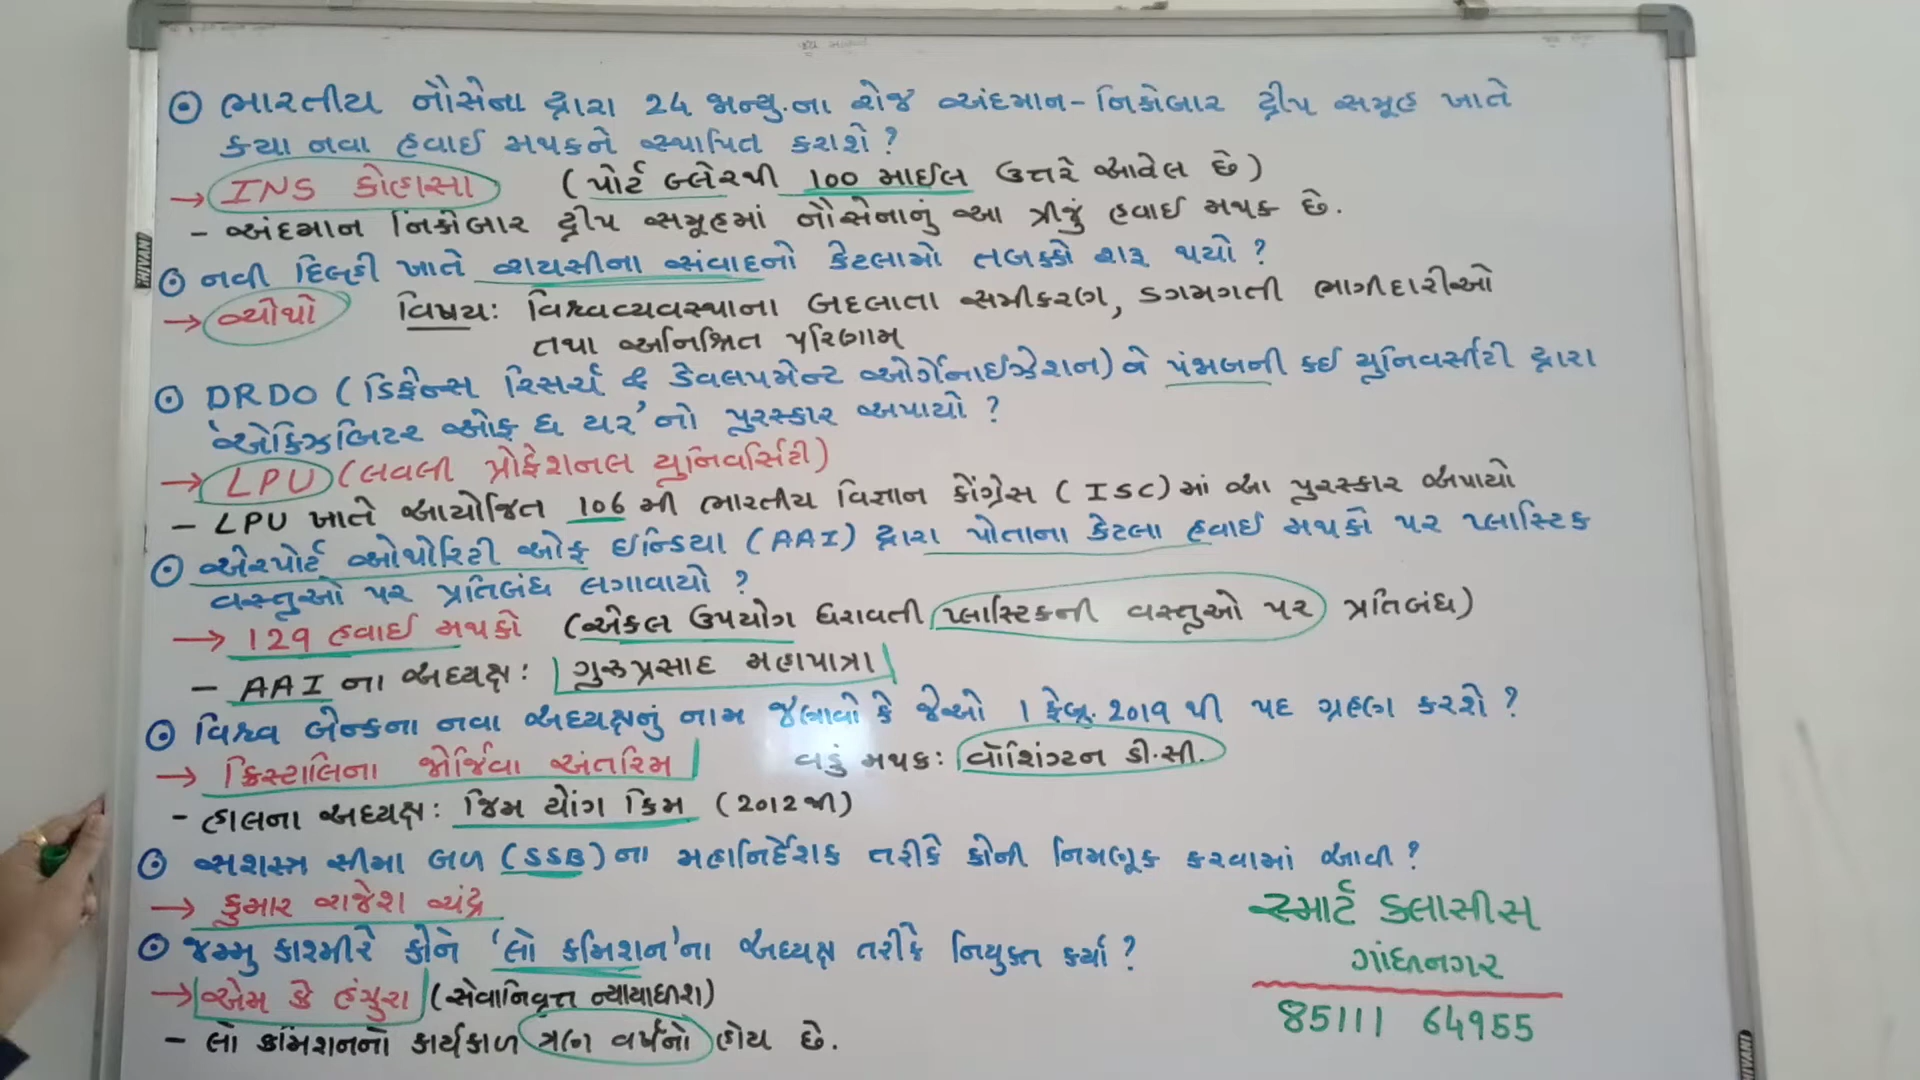 ભારતીય નૌસેના દ્વારા 24 જાન્યુ.ના રોજ અંદમાન-નિકોબાર દ્વીપ સમૂહ ખાતે
કયા નવા હવાઈ મથકને સ્થાપિત કરાશે?
→ INS કોહાસા (પોર્ટ બ્લેરથી 100 માઈલ ઉત્તરે આવેલ છે)
- અંદમાન નિકોબાર દ્વીપ સમૂહમાં નૌસેનાનું આ ત્રીજું હવાઈ મથક છે.
નવી દિલ્હી ખાતે રાયસીના સંવાદનો કેટલામો તબક્કો શરૂ થયો?
→ ચોથો વિષય: વિશ્વવ્યવસ્થાના બદલાતા સમીકરણ, ડગમગતી ભાગીદારીઓ
તથા અનિશ્ચિત પરિણામ
DRDO (ડિફેન્સ રિસર્ચ & ડેવલપમેન્ટ ઓર્ગેનાઈઝેશન)ને પંજાબની કઈ યુનિવર્સીટી દ્વારા
'એક્ઝિબિટર ઓફ ધ યર'નો પુરસ્કાર અપાયો?
→ LPU (લવલી પ્રોફેશનલ યુનિવર્સિટી)
- LPU ખાતે આયોજિત 106 મી ભારતીય વિજ્ઞાન કોંગ્રેસ (ISC)માં આ પુરસ્કાર અપાયો
એરપોર્ટ ઓથોરિટી ઓફ ઈન્ડિયા (AAI) દ્વારા પોતાના કેટલા હવાઈ મથકો પર પ્લાસ્ટિક
વસ્તુઓ પર પ્રતિબંધ લગાવાયો?
→ 129 હવાઈ મથકો (એકલ ઉપયોગ ધરાવતી પ્લાસ્ટિકની વસ્તુઓ પર પ્રતિબંધ)
- AAI ના અધ્યક્ષ: ગુરુપ્રસાદ મહાપાત્રા
વિશ્વ બેન્કના નવા અધ્યક્ષનું નામ જણાવો કે જેઓ 1 ફેબ્રુ. 2019 થી પદ ગ્રહણ કરશે?
→ ક્રિસ્ટાલિના જોર્જિવા અંતરિમ વડું મથક: વૉશિંગ્ટન ડી.સી.
- હાલના અધ્યક્ષ: જિમ યોંગ કિમ (2012થી)
સશસ્ત્ર સીમા બળ (SSB)ના મહાનિર્દેશક તરીકે કોની નિમણૂક કરવામાં આવી?
→ કુમાર રાજેશ ચંદ્ર
જમ્મુ કાશ્મીરે કોને 'લો કમિશન'ના અધ્યક્ષ તરીકે નિયુક્ત કર્યા?
→ એમ કે હંજુરા (સેવાનિવૃત્ત ન્યાયાધીશ)
- લો કમિશનનો કાર્યકાળ ત્રણ વર્ષનો હોય છે.
સ્માર્ટ કલાસીસ
ગાંધીનગર
85111 64955